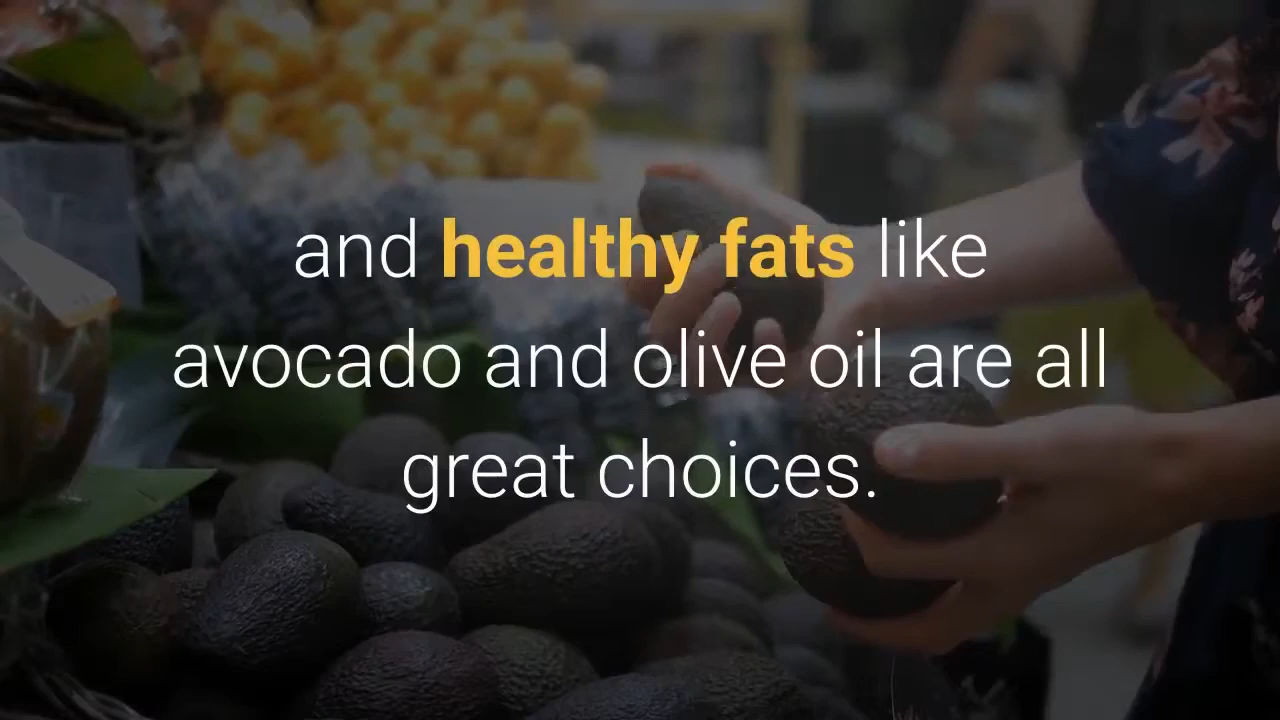 and healthy fats like
avocado and olive oil are all
great choices.